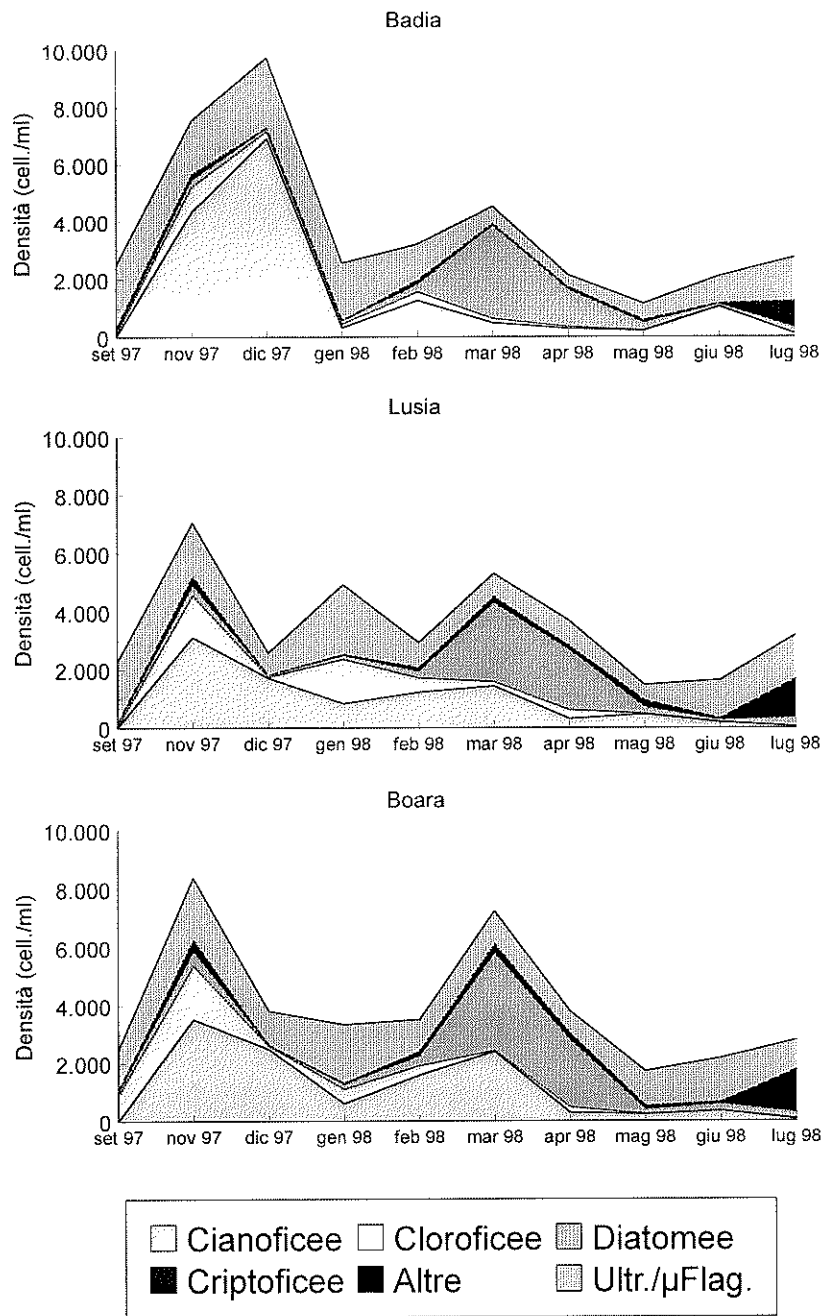 Badia
Densità (cell./ml)
10.000
8.000
6.000
4.000
2.000
0
set 97 nov 97 dic 97 gen 98 feb 98 mar 98 apr 98 mag 98 giu 98 lug 98
Lusia
Densità (cell./ml)
10.000
8.000
6.000
4.000
2.000
0
set 97 nov 97 dic 97 gen 98 feb 98 mar 98 apr 98 mag 98 giu 98 lug 98
Boara
Densità (cell./ml)
10.000
8.000
6.000
4.000
2.000
0
set 97 nov 97 dic 97 gen 98 feb 98 mar 98 apr 98 mag 98 giu 98 lug 98
Cianoficee Cloroficee Diatomee
Criptoficee Altre Ultr./µFlag.